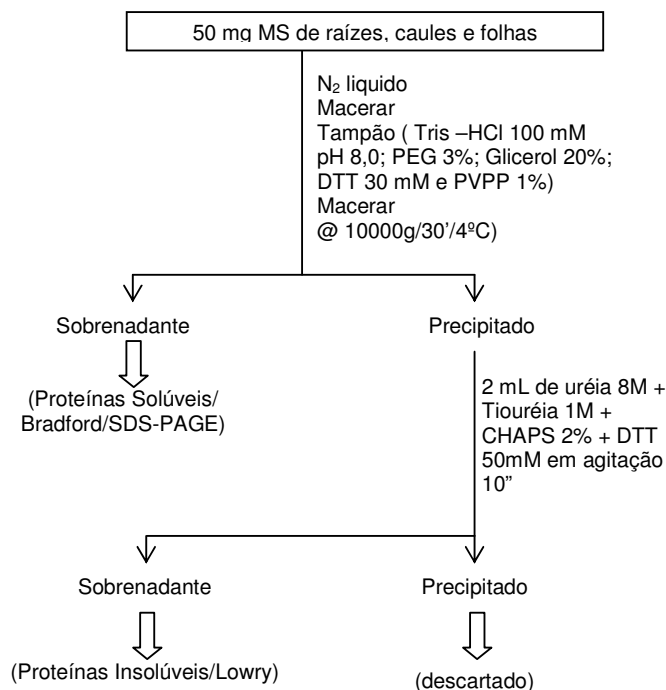 50 mg MS de raízes, caules e folhas
N₂ liquido
Macerar
Tampão ( Tris –HCl 100 mM
pH 8,0; PEG 3%; Glicerol 20%;
DTT 30 mM e PVPP 1%)
Macerar
@ 10000g/30'/4ºC)
Sobrenadante
Precipitado
(Proteínas Solúveis/
Bradford/SDS-PAGE)
2 mL de uréia 8M +
Tiouréia 1M +
CHAPS 2% + DTT
50mM em agitação
10”
Sobrenadante
Precipitado
(Proteínas Insolúveis/Lowry)
(descartado)